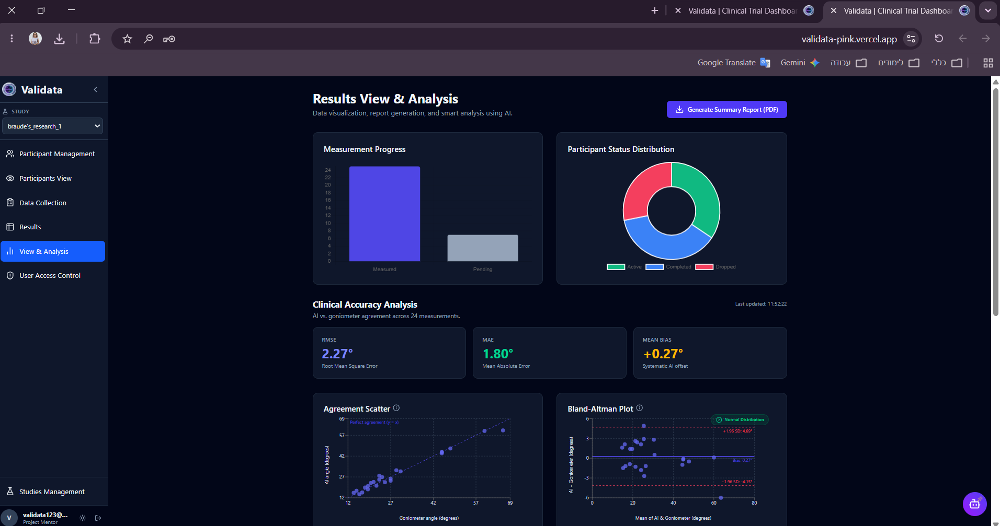 Validata | Clinical Trial Dashboar
Validata | Clinical Trial Dashboar
validata-pink.vercel.app
Google Translate
Gemini
עבודה
לימודים
כללי
Validata
STUDY
braude's_research_1
Participant Management
Participants View
Data Collection
Results
View & Analysis
User Access Control
Studies Management
V
validata123@...
Project Mentor
Results View & Analysis
Data visualization, report generation, and smart analysis using AI.
Generate Summary Report (PDF)
Measurement Progress
24
22
20
18
16
14
12
10
8
6
4
2
0
Measured
Pending
Participant Status Distribution
Active
Completed
Dropped
Clinical Accuracy Analysis
AI vs. goniometer agreement across 24 measurements.
Last updated: 11:52:22
RMSE
2.27°
Root Mean Square Error
MAE
1.80°
Mean Absolute Error
MEAN BIAS
+0.27°
Systematic AI offset
Agreement Scatter
Perfect agreement (y = x)
69
57
42
27
12
12
27
42
57
69
AI angle (degrees)
Goniometer angle (degrees)
Bland-Altman Plot
Normal Distribution
+1.96 SD: 4.69°
Bias: 0.27°
−1.96 SD: -4.15°
6
3
0
-3
-6
0
20
40
60
80
AI − Goniometer (degrees)
Mean of AI & Goniometer (degrees)